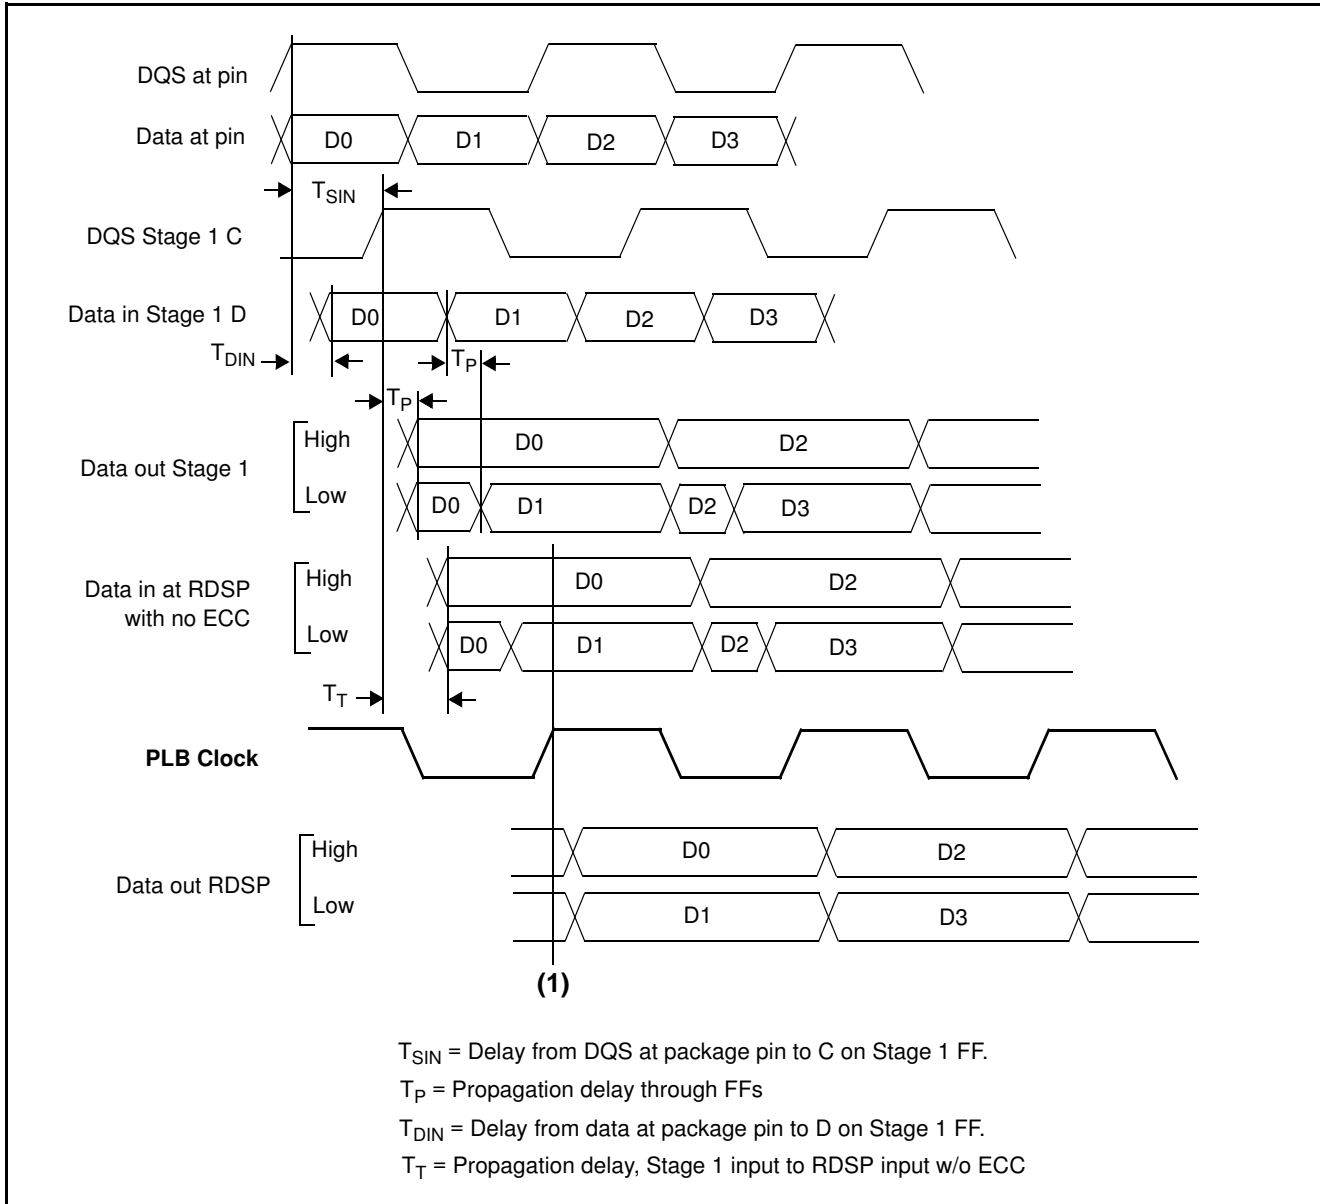 DQS at pin
Data at pin
D0 D1 D2 D3
TSIN
DQS Stage 1 C
Data in Stage 1 D
D0 D1 D2 D3
TDIN
TP
TP
Data out Stage 1
High
D0 D2
Low
D0 D1 D2 D3
Data in at RDSP
with no ECC
High
D0 D2
Low
D0 D1 D2 D3
TT
PLB Clock
Data out RDSP
High
D0 D2
Low
D1 D3
(1)
TSIN = Delay from DQS at package pin to C on Stage 1 FF.
TP = Propagation delay through FFs
TDIN = Delay from data at package pin to D on Stage 1 FF.
TT = Propagation delay, Stage 1 input to RDSP input w/o ECC